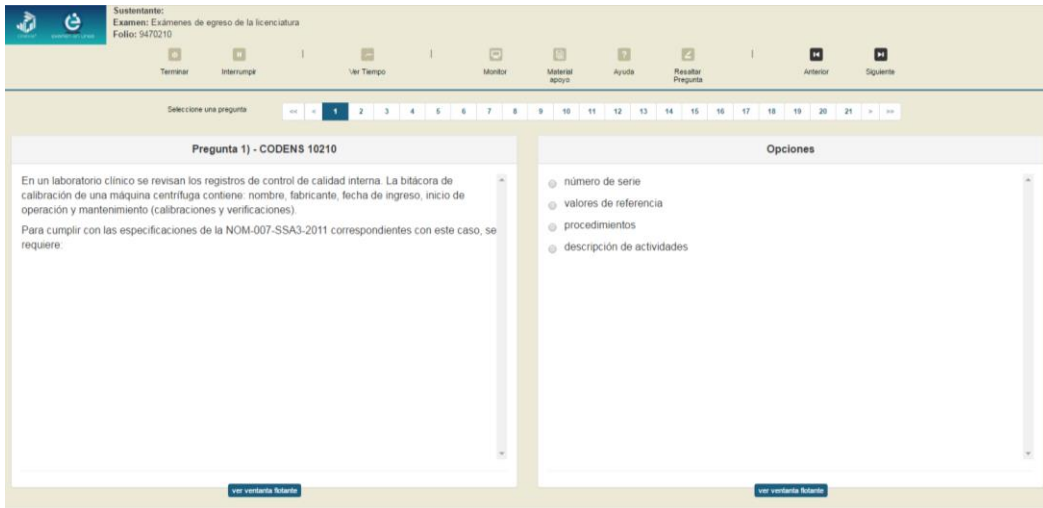 Sustentante:
Examen: Exámenes de egreso de la licenciatura
Folio: 9470210
Terminar Interrumpir | Ver Tiempo | Monitor Material apoyo Ayuda Resaltar Pregunta | Anterior Siguiente
Seleccione una pregunta << < 1 2 3 4 5 6 7 8 9 10 11 12 13 14 15 16 17 18 19 20 21 > >>
Pregunta 1) - CODENS 10210
En un laboratorio clínico se revisan los registros de control de calidad interna. La bitácora de
calibración de una máquina centrífuga contiene: nombre, fabricante, fecha de ingreso, inicio de
operación y mantenimiento (calibraciones y verificaciones).
Para cumplir con las especificaciones de la NOM-007-SSA3-2011 correspondientes con este caso, se
requiere:
ver ventanta flotante
Opciones
número de serie
valores de referencia
procedimientos
descripción de actividades
ver ventanta flotante